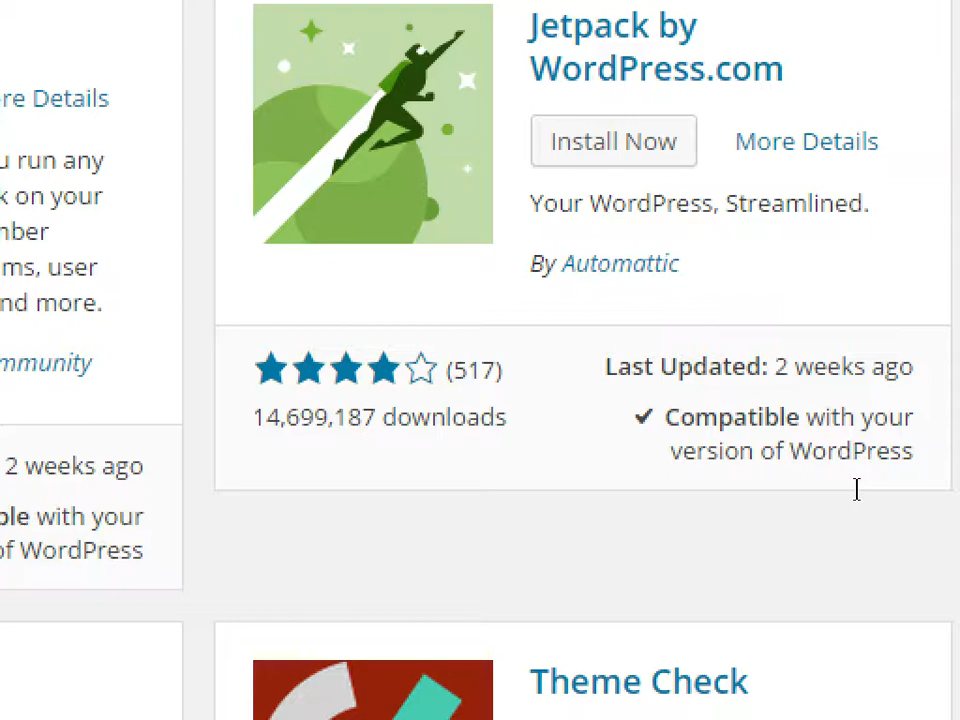 re Details
u run any
k on your
nber
ms, user
nd more.
mmunity
2 weeks ago
ble with your
of WordPress
Jetpack by
WordPress.com
Install Now
More Details
Your WordPress, Streamlined.
By Automattic
(517)
14,699,187 downloads
Last Updated: 2 weeks ago
✔ Compatible with your
version of WordPress
Theme Check